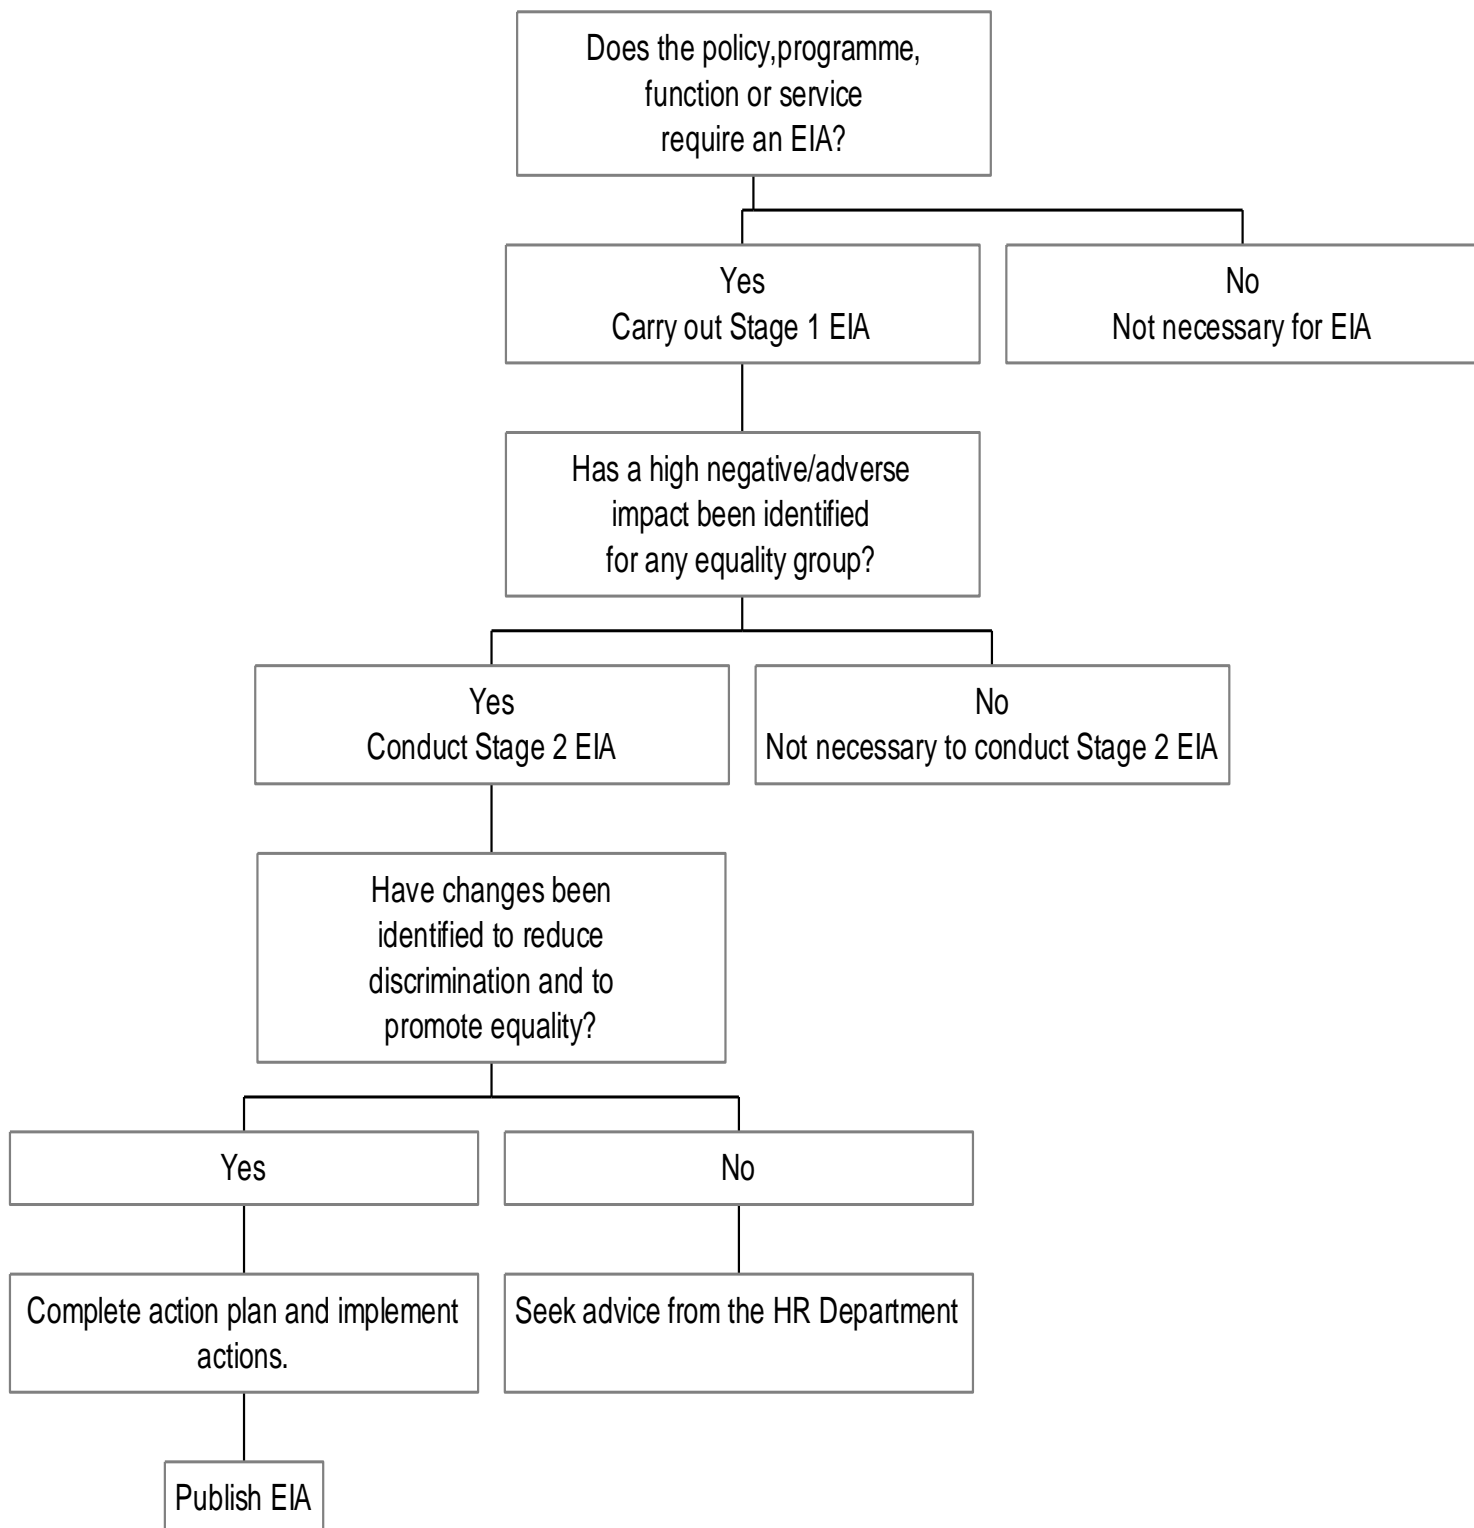 Does the policy,programme,
function or service
require an EIA?
Yes
Carry out Stage 1 EIA
No
Not necessary for EIA
Has a high negative/adverse
impact been identified
for any equality group?
Yes
Conduct Stage 2 EIA
No
Not necessary to conduct Stage 2 EIA
Have changes been
identified to reduce
discrimination and to
promote equality?
Yes
No
Complete action plan and implement
actions.
Seek advice from the HR Department
Publish EIA